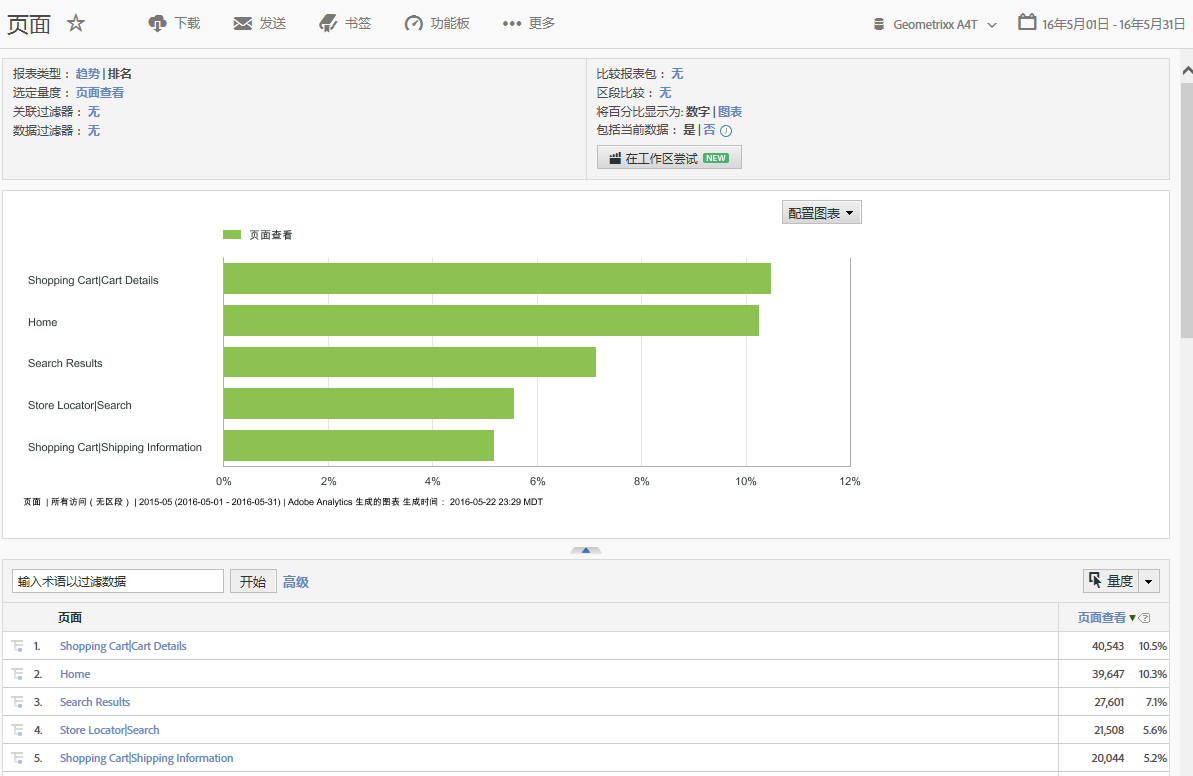 页面 ☆ 下载 发送 书签 功能板 ••• 更多 Geometrixx A4T 16年5月01日 - 16年5月31日
报表类型： 趋势 | 排名
选定量度： 页面查看
关联过滤器： 无
数据过滤器： 无
比较报表包： 无
区段比较： 无
将百分比显示为: 数字 | 图表
包括当前数据： 是 | 否
在工作区尝试 NEW
配置图表
页面查看
Shopping Cart|Cart Details
Home
Search Results
Store Locator|Search
Shopping Cart|Shipping Information
0% 2% 4% 6% 8% 10% 12%
页面 | 所有访问 ( 无区段 ) | 2015-05 (2016-05-01 - 2016-05-31) | Adobe Analytics 生成的图表 生成时间： 2016-05-22 23:29 MDT
输入术语以过滤数据 开始 高级 量度
页面 页面查看
1. Shopping Cart|Cart Details 40,543 10.5%
2. Home 39,647 10.3%
3. Search Results 27,601 7.1%
4. Store Locator|Search 21,508 5.6%
5. Shopping Cart|Shipping Information 20,044 5.2%